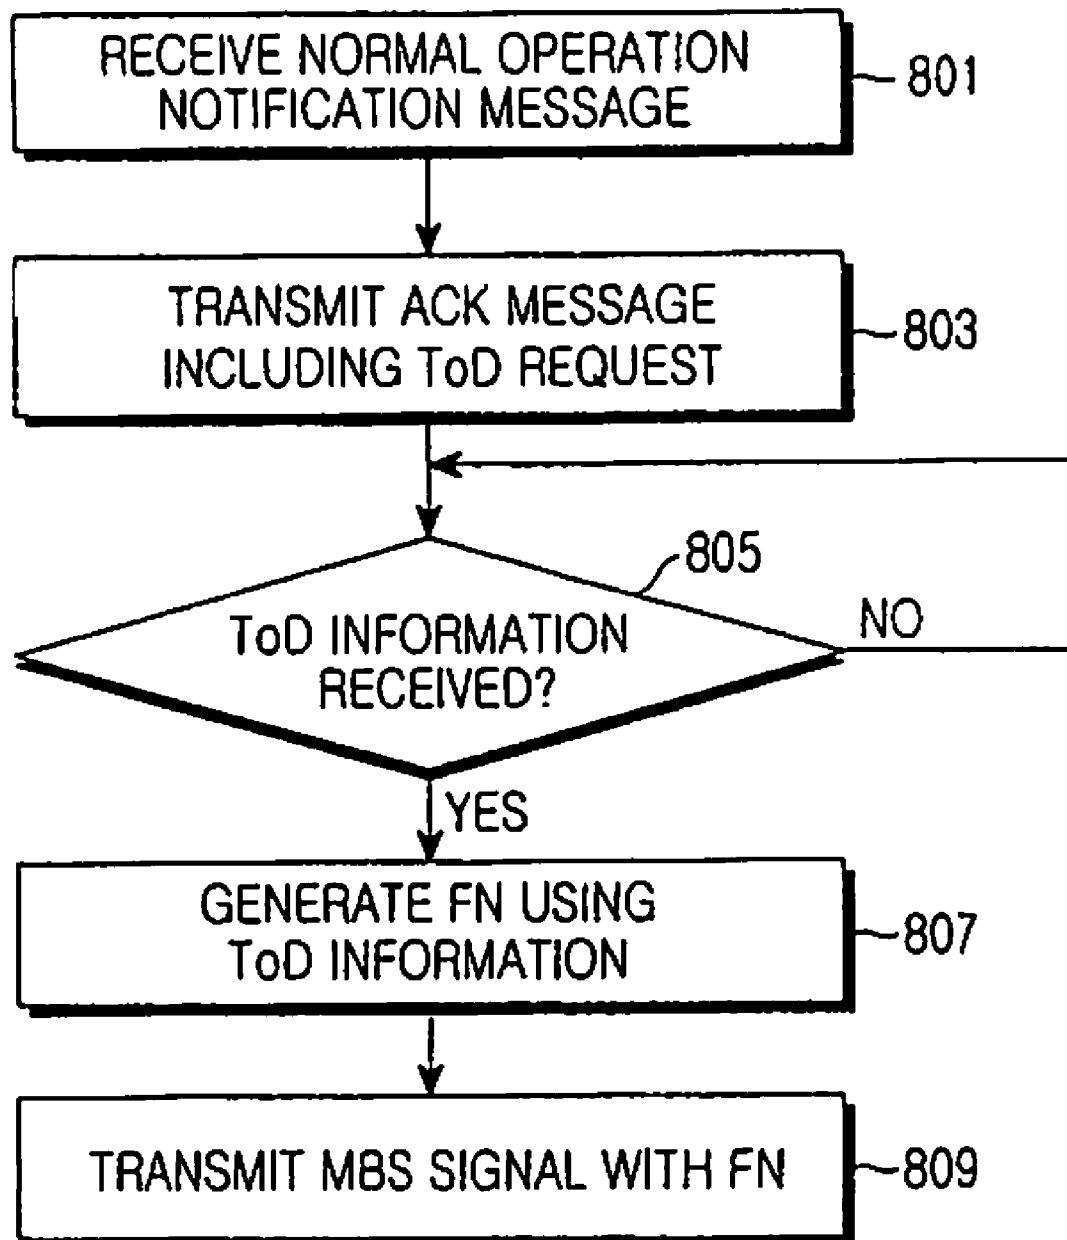 RECEIVE NORMAL OPERATION
NOTIFICATION MESSAGE
801
TRANSMIT ACK MESSAGE
INCLUDING ToD REQUEST
803
805
ToD INFORMATION
RECEIVED?
NO
YES
GENERATE FN USING
ToD INFORMATION
807
TRANSMIT MBS SIGNAL WITH FN
809